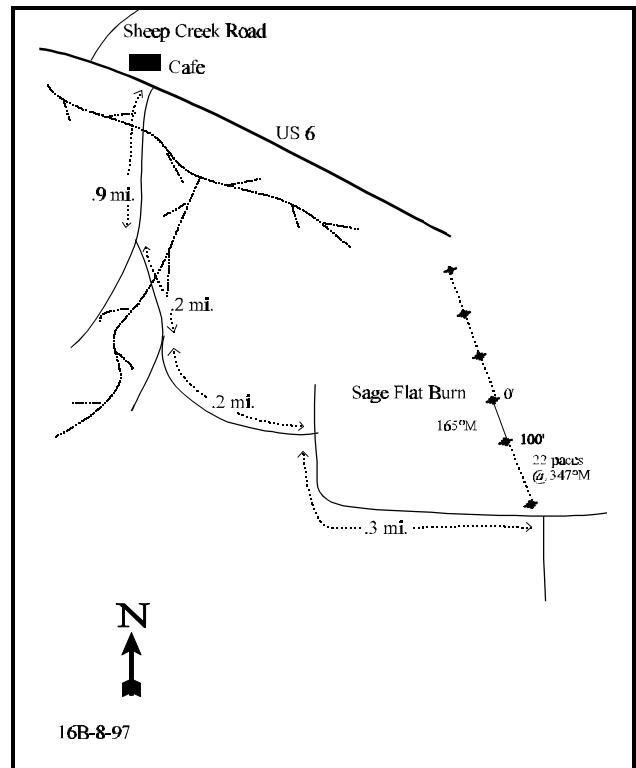 Sheep Creek Road
Cafe
US 6
.9 mi.
.2 mi.
.2 mi.
Sage Flat Burn
0'
165°M
100'
22 paces
@ 347°M
.3 mi.
N
16B-8-97